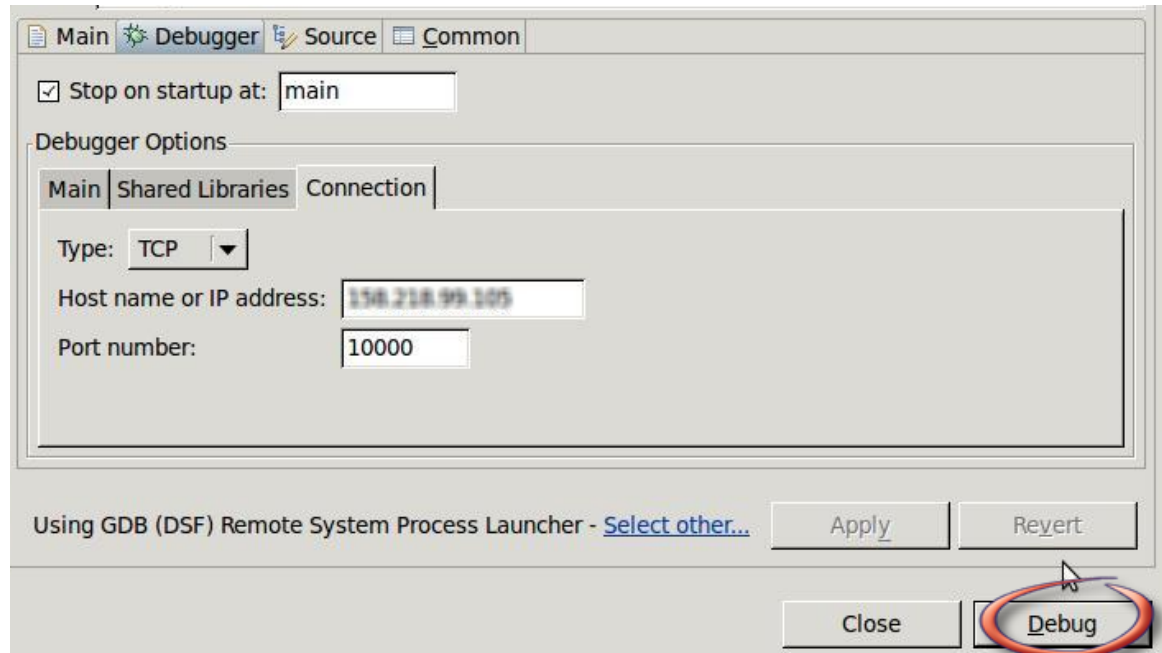 Main Debugger Source Common
Stop on startup at: main
Debugger Options
Main Shared Libraries Connection
Type: TCP
Host name or IP address:
Port number: 10000
Using GDB (DSF) Remote System Process Launcher - Select other... Apply Revert
Close Debug